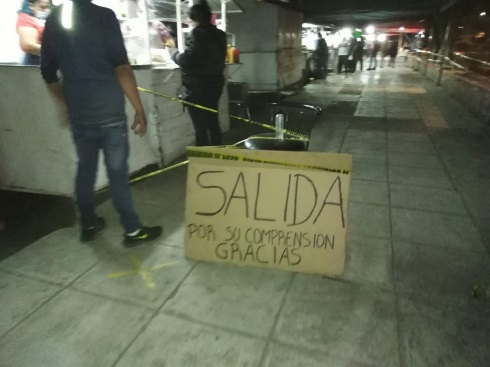 SALIDA
POR SU COMPRENSION
GRACIAS